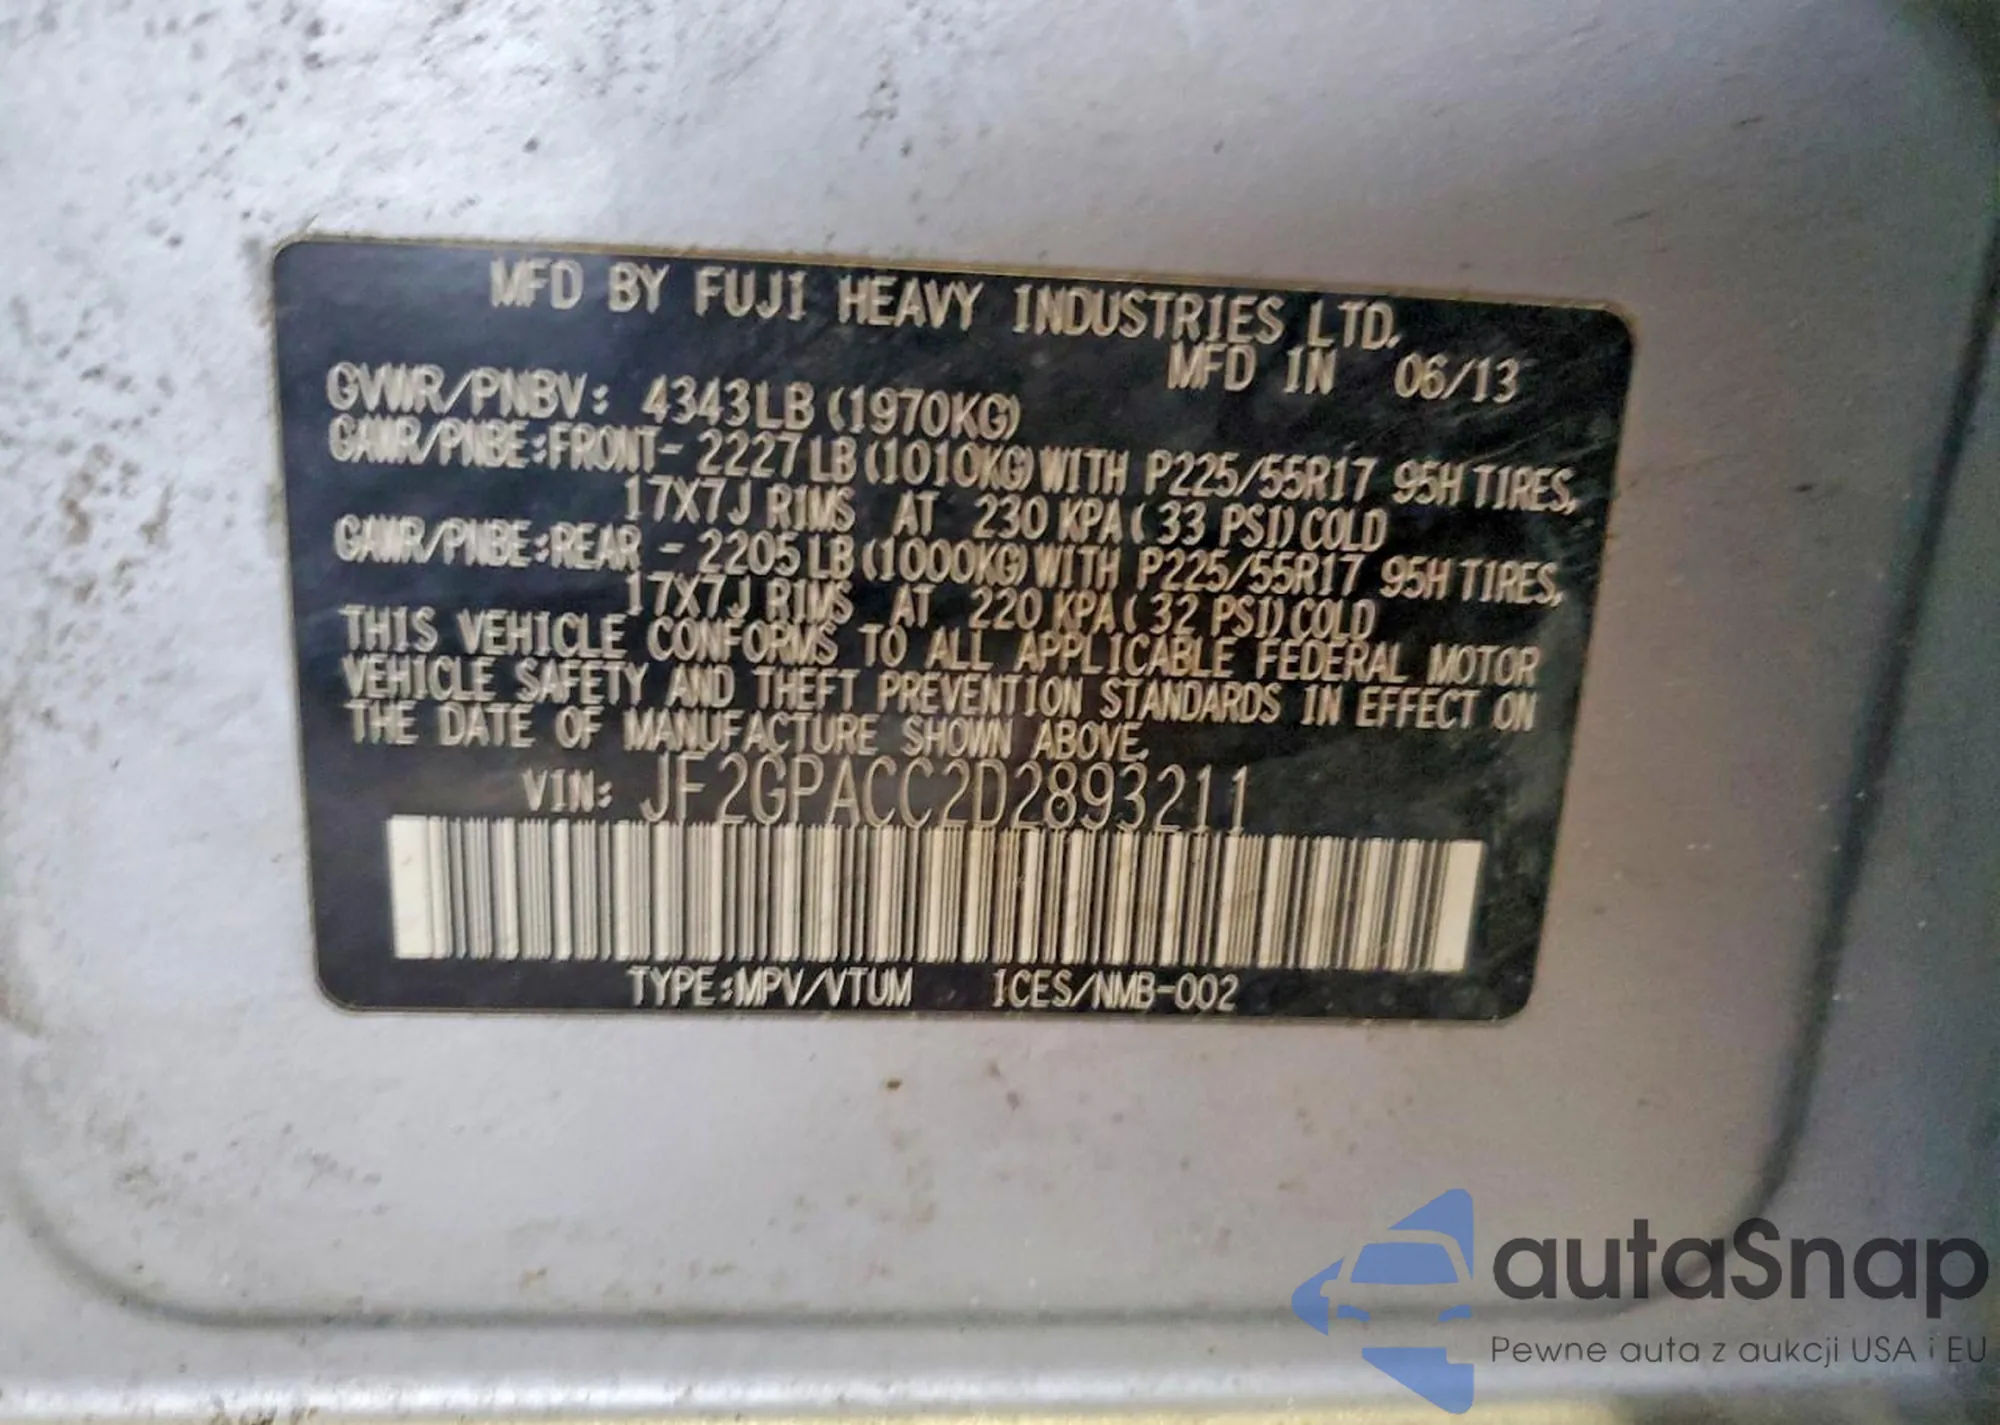 MFD BY FUJI HEAVY INDUSTRIES LTD.
MFD IN 06/13
GVWR/PNBV: 4343LB (1970KG)
GAWR/PNBE:FRONT- 2227LB (1010KG)WITH P225/55R17 95H TIRES,
17X7J RIMS AT 230 KPA( 33 PSI)COLD
GAWR/PNBE:REAR - 2205LB (1000KG)WITH P225/55R17 95H TIRES,
17X7J RIMS AT 220 KPA( 32 PSI)COLD
THIS VEHICLE CONFORMS TO ALL APPLICABLE FEDERAL MOTOR
VEHICLE SAFETY AND THEFT PREVENTION STANDARDS IN EFFECT ON
THE DATE OF MANUFACTURE SHOWN ABOVE.
VIN: JF2GPACC2D2893211
TYPE:MPV/VTUM ICES/NMB-002
autaSnap
Pewne auta z aukcji USA i EU